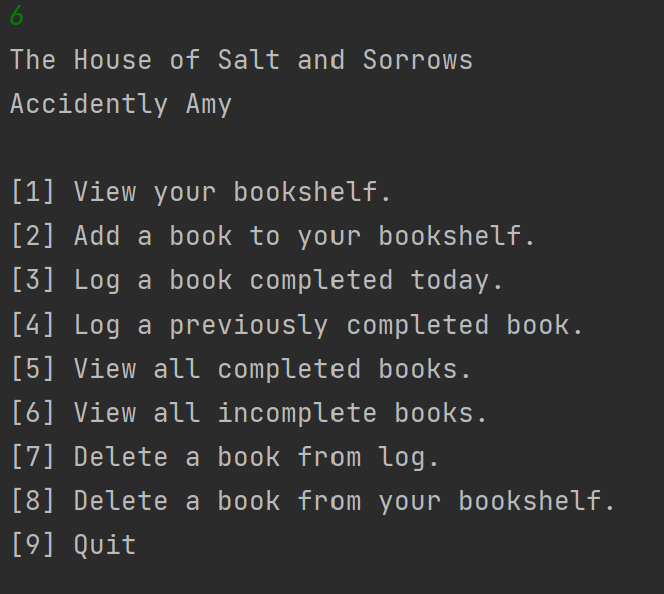 6
The House of Salt and Sorrows
Accidently Amy
[1] View your bookshelf.
[2] Add a book to your bookshelf.
[3] Log a book completed today.
[4] Log a previously completed book.
[5] View all completed books.
[6] View all incomplete books.
[7] Delete a book from log.
[8] Delete a book from your bookshelf.
[9] Quit